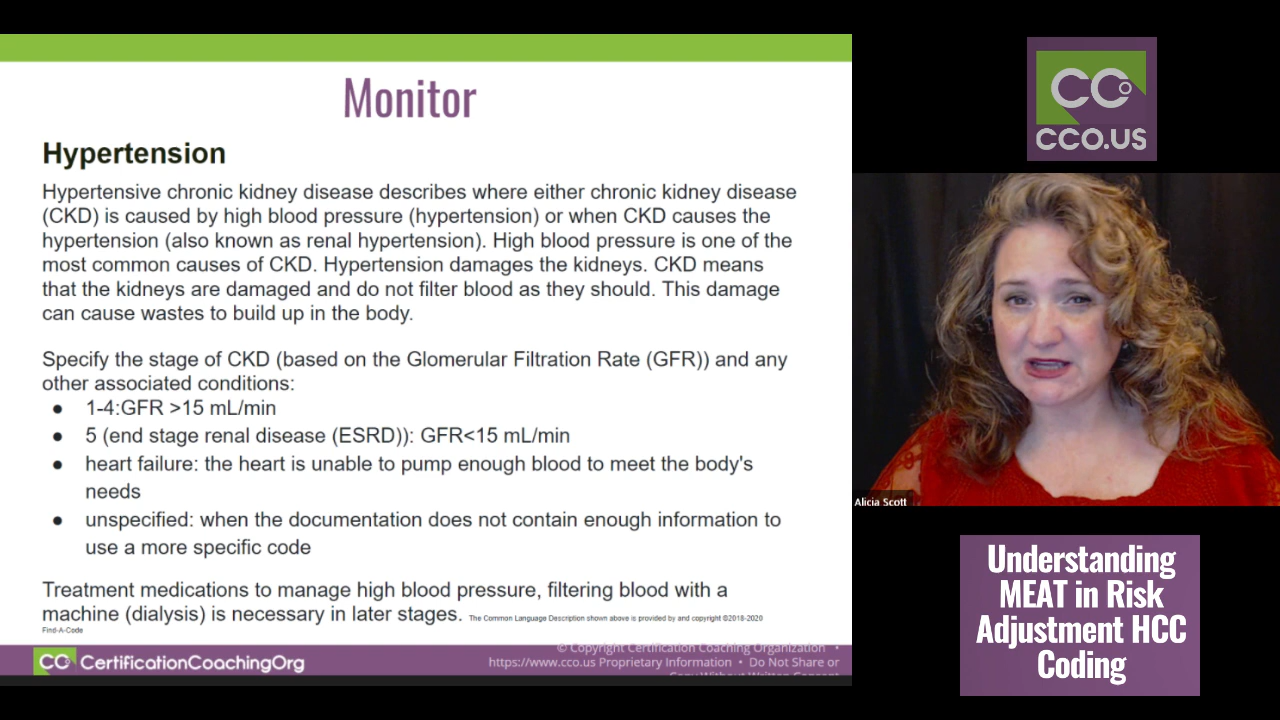 Monitor
Hypertension
Hypertensive chronic kidney disease describes where either chronic kidney disease
(CKD) is caused by high blood pressure (hypertension) or when CKD causes the
hypertension (also known as renal hypertension). High blood pressure is one of the
most common causes of CKD. Hypertension damages the kidneys. CKD means
that the kidneys are damaged and do not filter blood as they should. This damage
can cause wastes to build up in the body.
Specify the stage of CKD (based on the Glomerular Filtration Rate (GFR)) and any
other associated conditions:
● 1-4:GFR >15 mL/min
● 5 (end stage renal disease (ESRD)): GFR<15 mL/min
● heart failure: the heart is unable to pump enough blood to meet the body's
needs
● unspecified: when the documentation does not contain enough information to
use a more specific code
Treatment medications to manage high blood pressure, filtering blood with a
machine (dialysis) is necessary in later stages. The Common Language Description shown above is provided by and copyright ©2018-2020
Find-A-Code
CCO CertificationCoachingOrg
© Copyright Certification Coaching Organization •
https://www.cco.us Proprietary Information • Do Not Share or
Copy Without Written Consent
CCO
CCO.US
Alicia Scott
Understanding
MEAT in Risk
Adjustment HCC
Coding